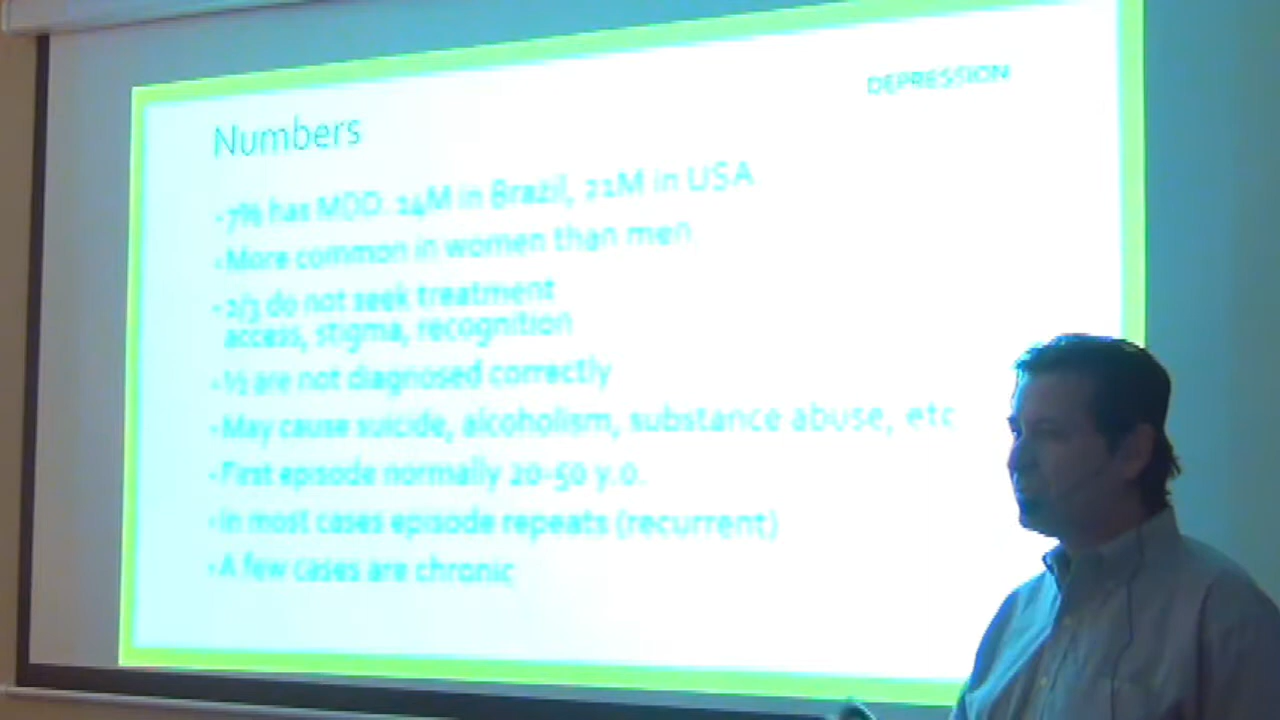 DEPRESSION
Numbers
•7% has MDD: 14M in Brazil, 21M in USA
•More common in women than men
•2/3 do not seek treatment
access, stigma, recognition
•½ are not diagnosed correctly
•May cause suicide, alcoholism, substance abuse, etc
•First episode normally 20-50 y.o.
•In most cases episode repeats (recurrent)
•A few cases are chronic